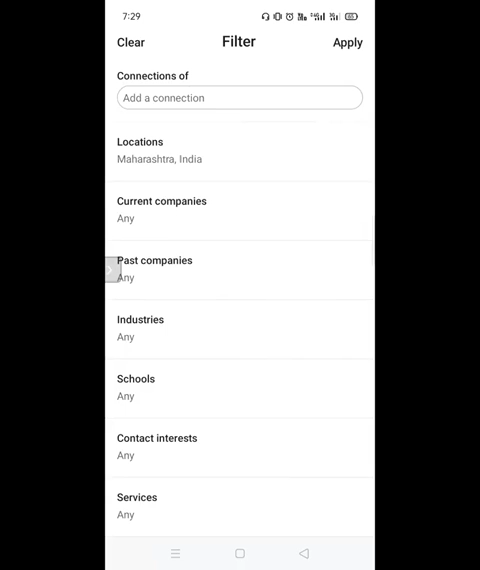 7:29
Clear
Filter
Apply
Connections of
Add a connection
Locations
Maharashtra, India
Current companies
Any
Past companies
Any
Industries
Any
Schools
Any
Contact interests
Any
Services
Any